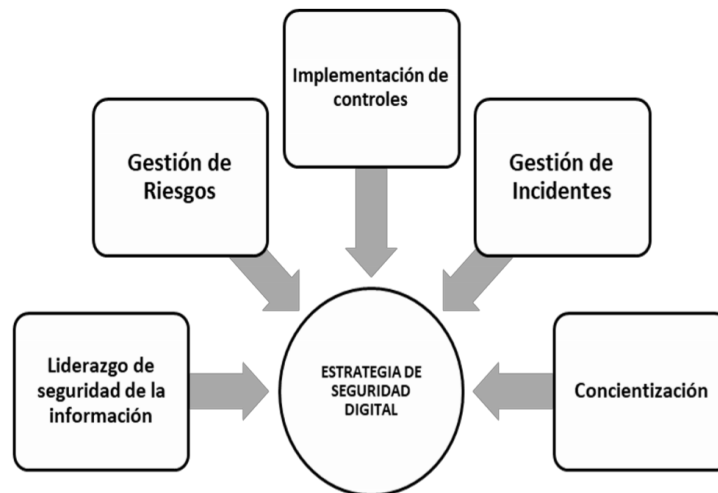 Implementación de
controles
Gestión de
Riesgos
Gestión de
Incidentes
Liderazgo de
seguridad de la
información
ESTRATEGIA DE
SEGURIDAD
DIGITAL
Concientización